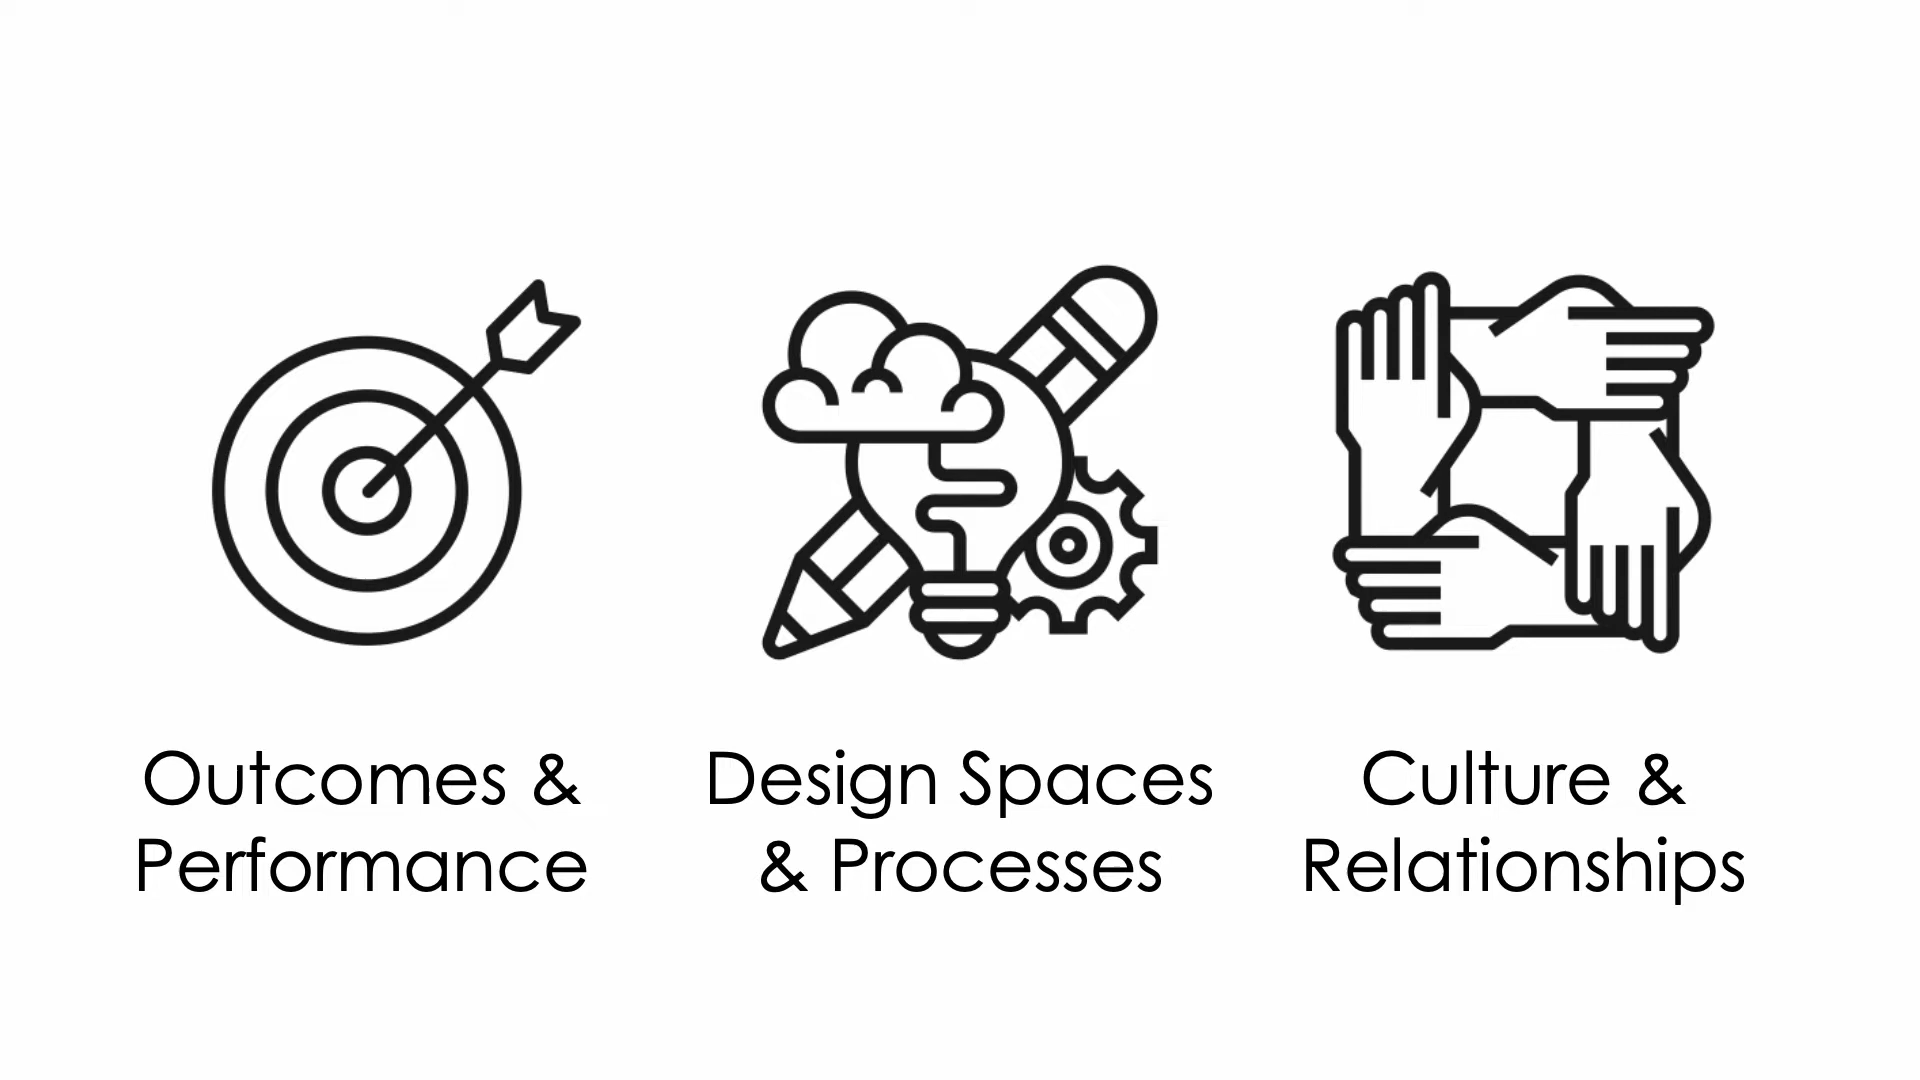 Outcomes &
Performance
Design Spaces
& Processes
Culture &
Relationships